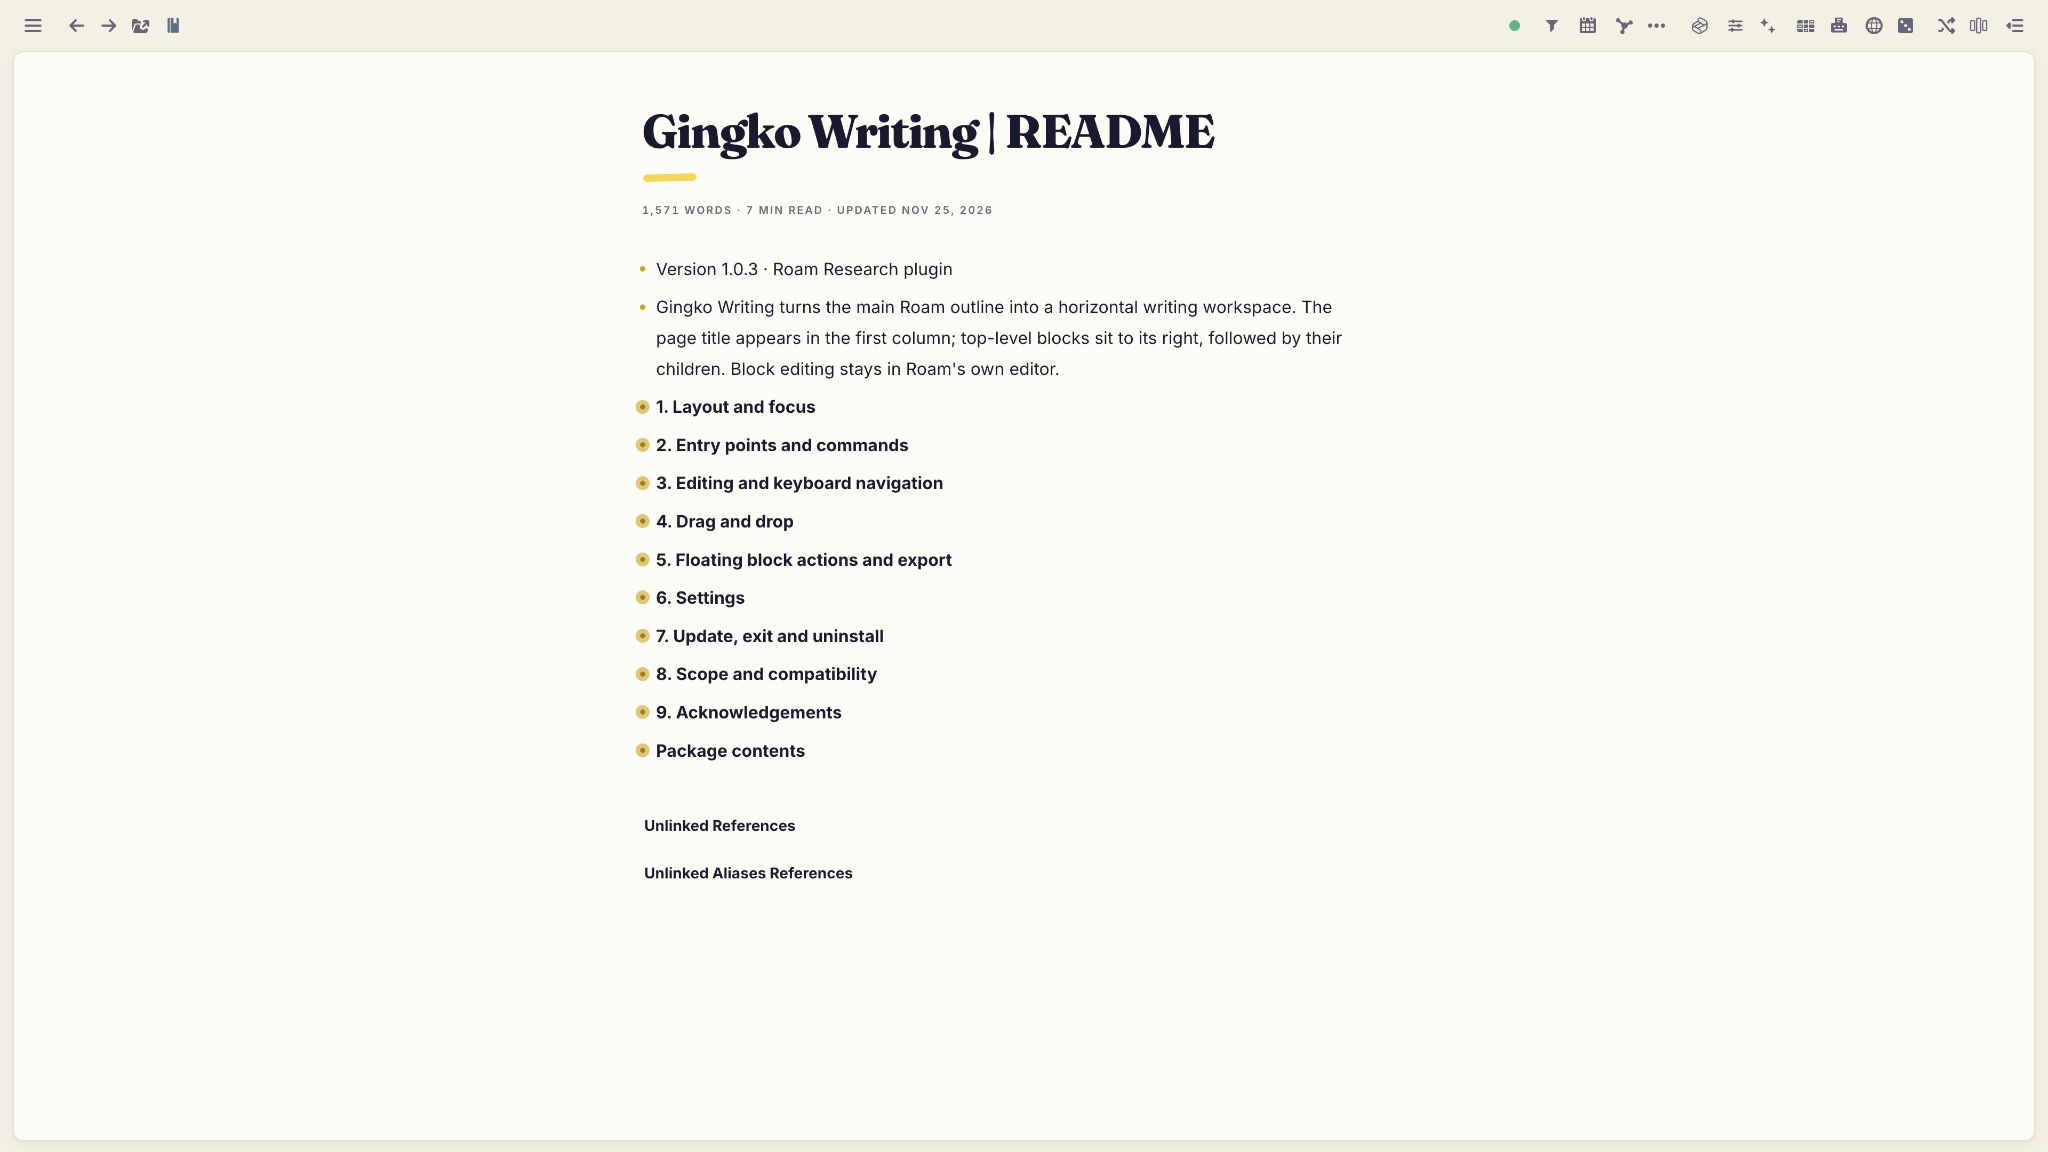 Gingko Writing | README
1,571 WORDS · 7 MIN READ · UPDATED NOV 25, 2026
Version 1.0.3 · Roam Research plugin
Gingko Writing turns the main Roam outline into a horizontal writing workspace. The
page title appears in the first column; top-level blocks sit to its right, followed by their
children. Block editing stays in Roam's own editor.
1. Layout and focus
2. Entry points and commands
3. Editing and keyboard navigation
4. Drag and drop
5. Floating block actions and export
6. Settings
7. Update, exit and uninstall
8. Scope and compatibility
9. Acknowledgements
Package contents
Unlinked References
Unlinked Aliases References